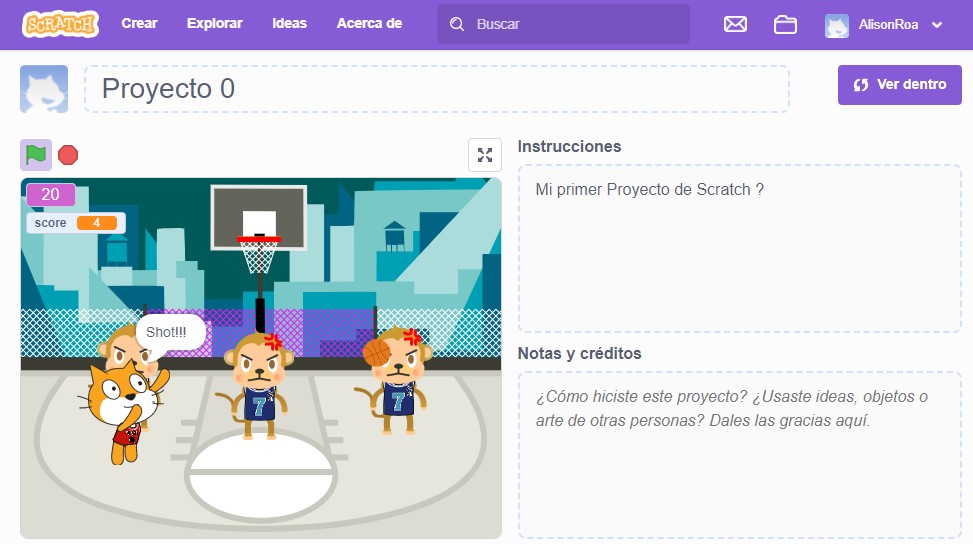 SCRATCH Crear Explorar Ideas Acerca de Buscar AlisonRoa
Proyecto 0 Ver dentro
Instrucciones
Mi primer Proyecto de Scratch ?
20
score 4
Shot!!!
7 7
Notas y créditos
¿Cómo hiciste este proyecto? ¿Usaste ideas, objetos o
arte de otras personas? Dales las gracias aquí.